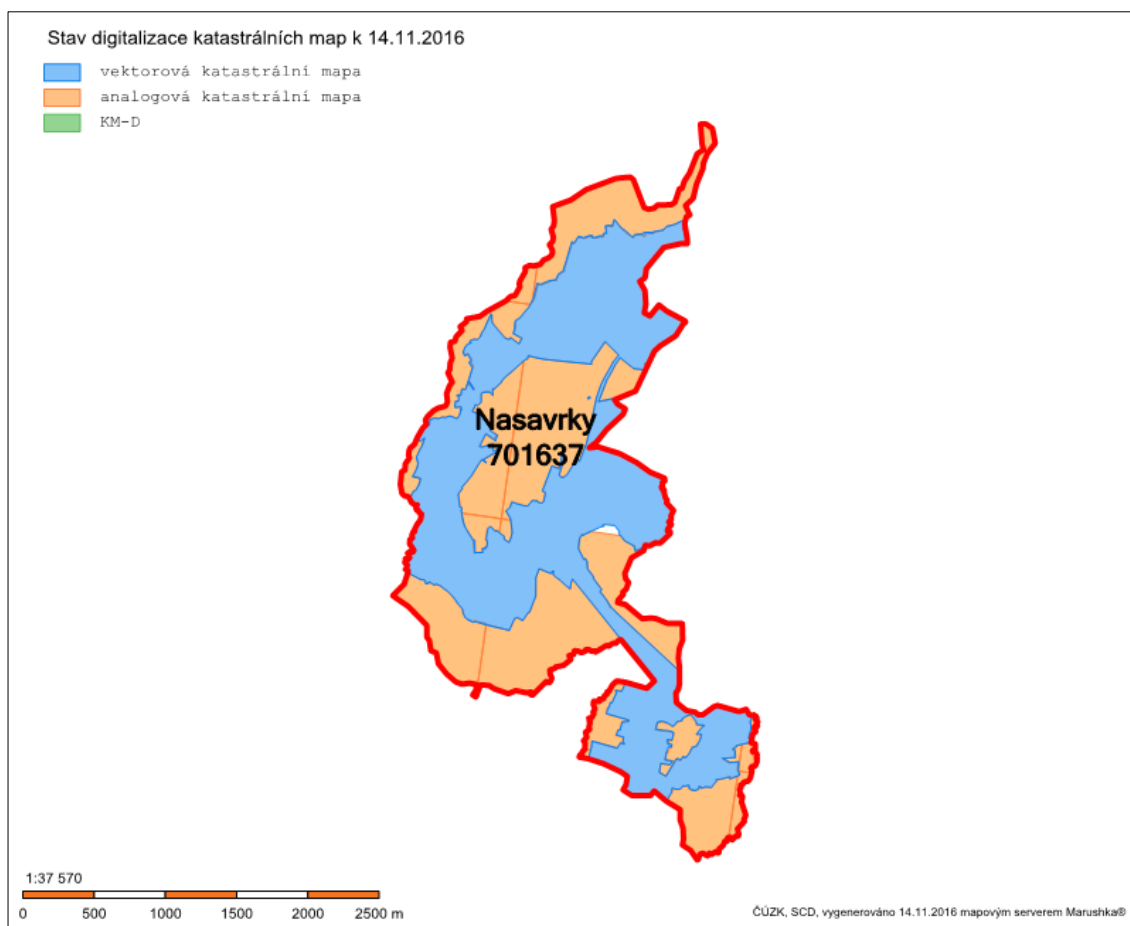 Stav digitalizace katastrálních map k 14.11.2016
vektorová katastrální mapa
analogová katastrální mapa
KM-D
Nasavrky
701637
1:37 570
0 500 1000 1500 2000 2500 m
ČÚZK, SCD, vygenerováno 14.11.2016 mapovým serverem Marushka®